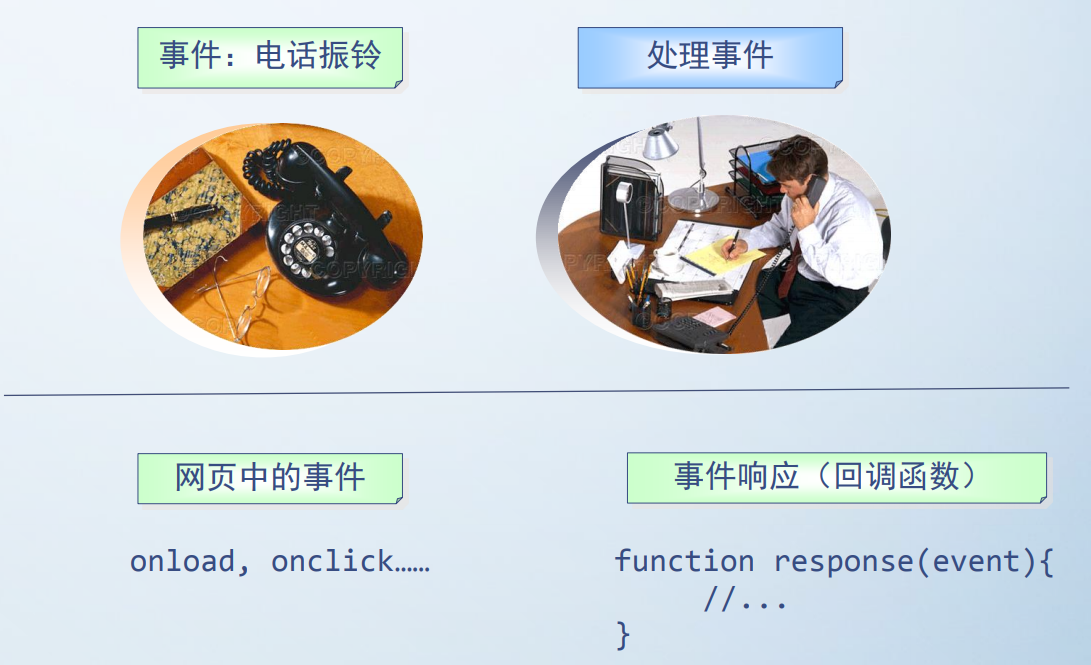 事件：电话振铃
处理事件
网页中的事件
事件响应（回调函数）
onload, onclick……
function response(event){
//...
}